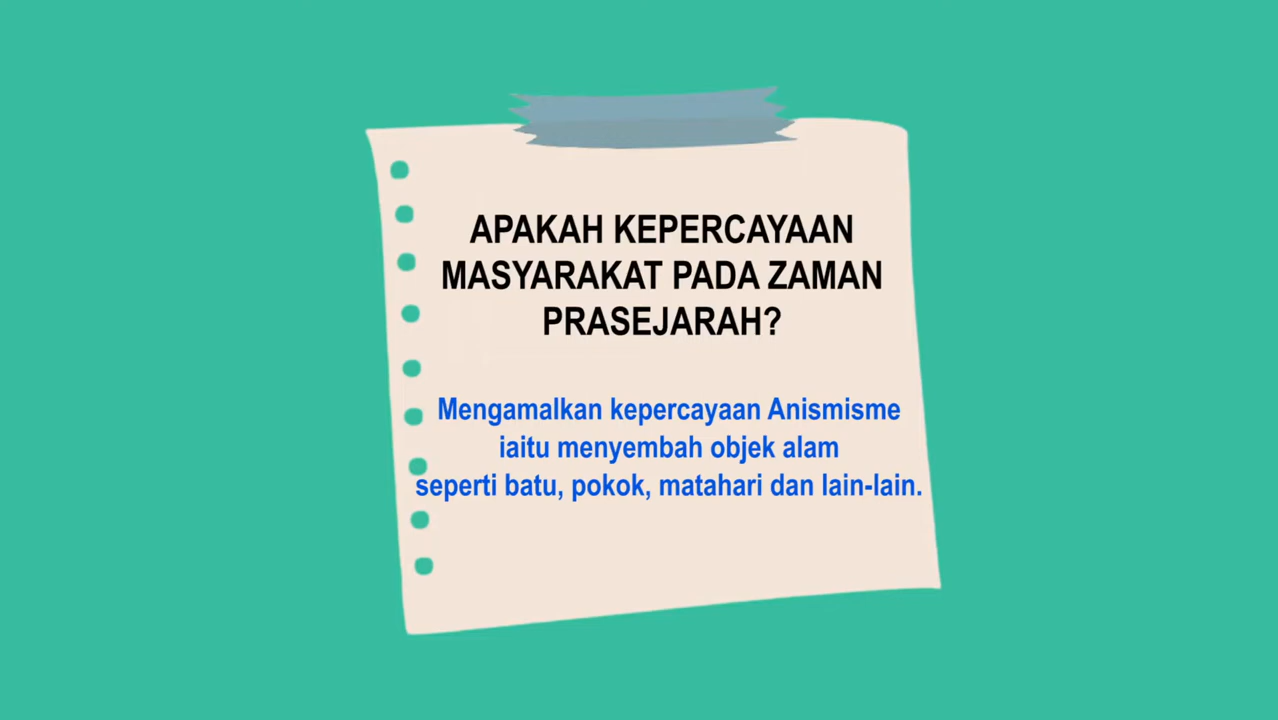 APAKAH KEPERCAYAAN
MASYARAKAT PADA ZAMAN
PRASEJARAH?
Mengamalkan kepercayaan Anismisme
iaitu menyembah objek alam
seperti batu, pokok, matahari dan lain-lain.